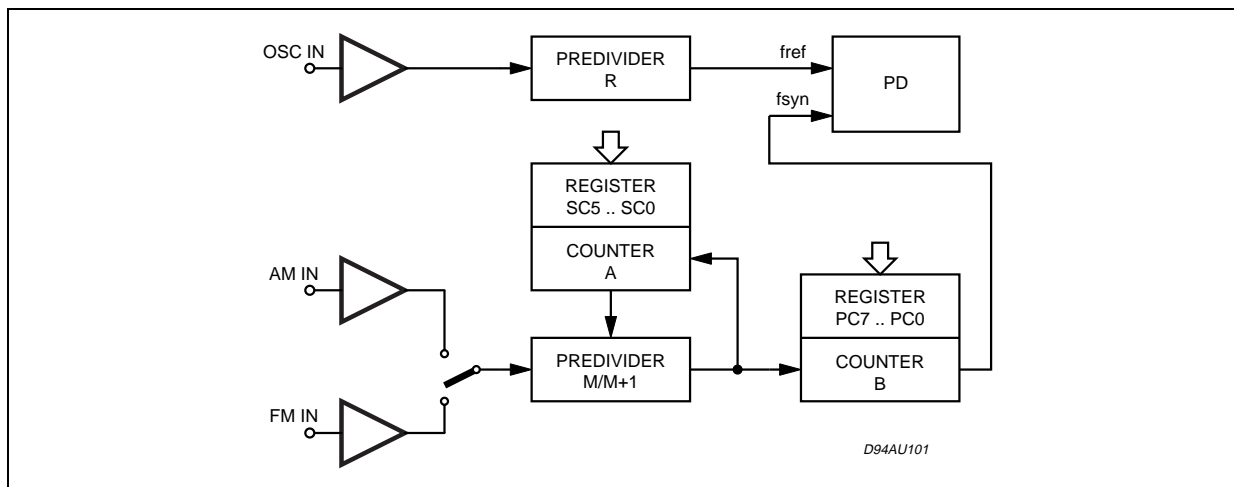 OSC IN
PREDIVIDER
R
fref
fsyn
PD
REGISTER
SC5 .. SC0
COUNTER
A
AM IN
FM IN
PREDIVIDER
M/M+1
REGISTER
PC7 .. PC0
COUNTER
B
D94AU101